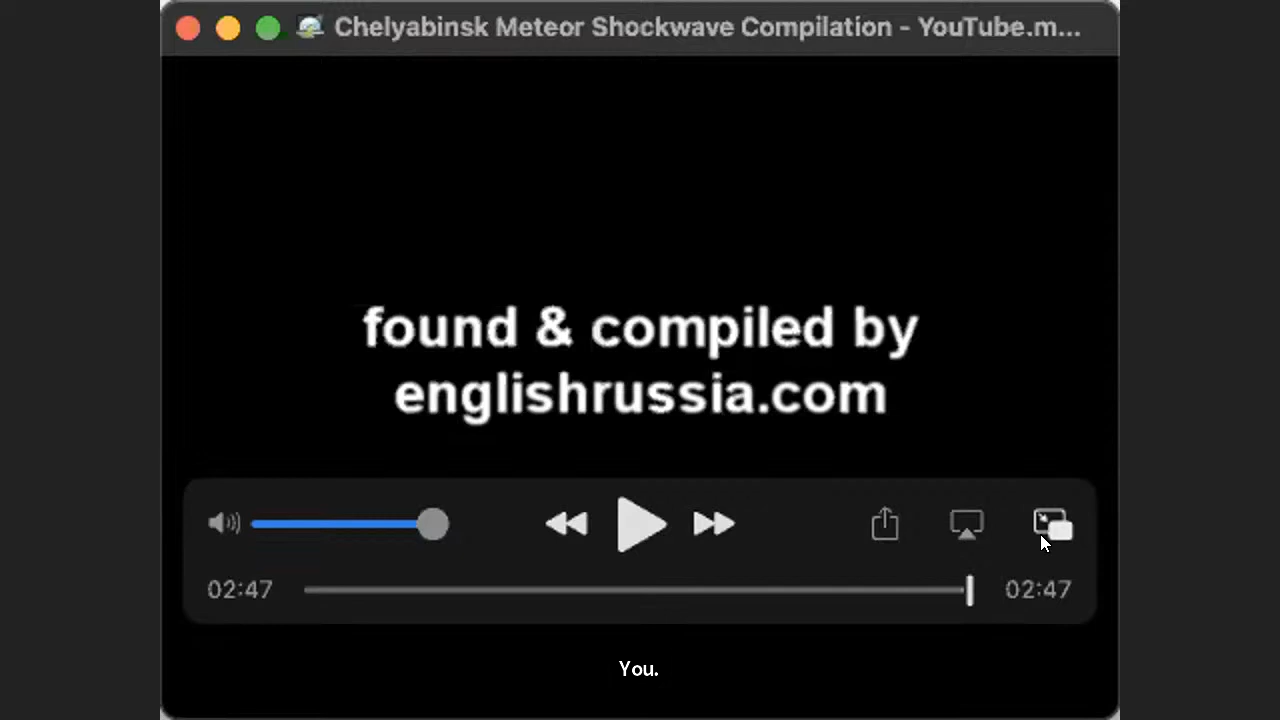 Chelyabinsk Meteor Shockwave Compilation - YouTube.m...
found & compiled by
englishrussia.com
02:47
02:47
You.